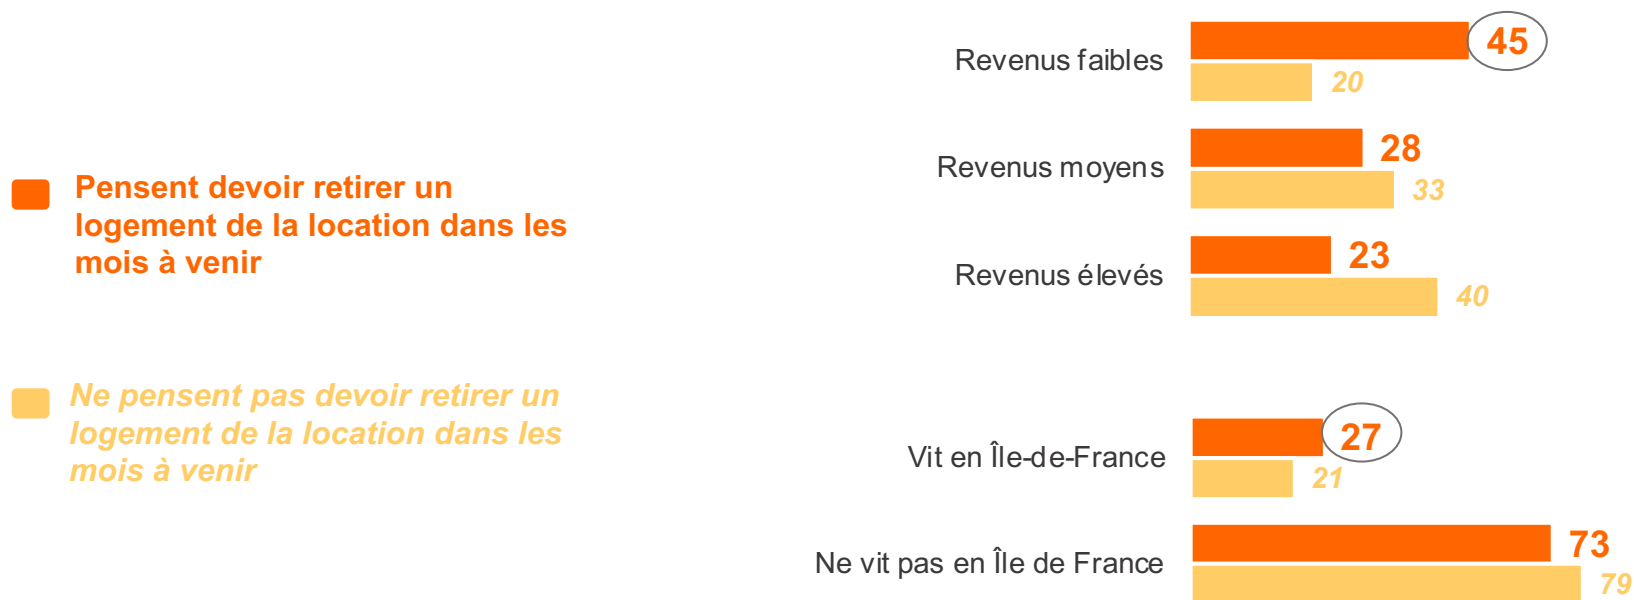 Pensent devoir retirer un
logement de la location dans les
mois à venir
Ne pensent pas devoir retirer un
logement de la location dans les
mois à venir
Revenus faibles
45
20
Revenus moyens
28
33
Revenus élevés
23
40
Vit en Île-de-France
27
21
Ne vit pas en Île de France
73
79